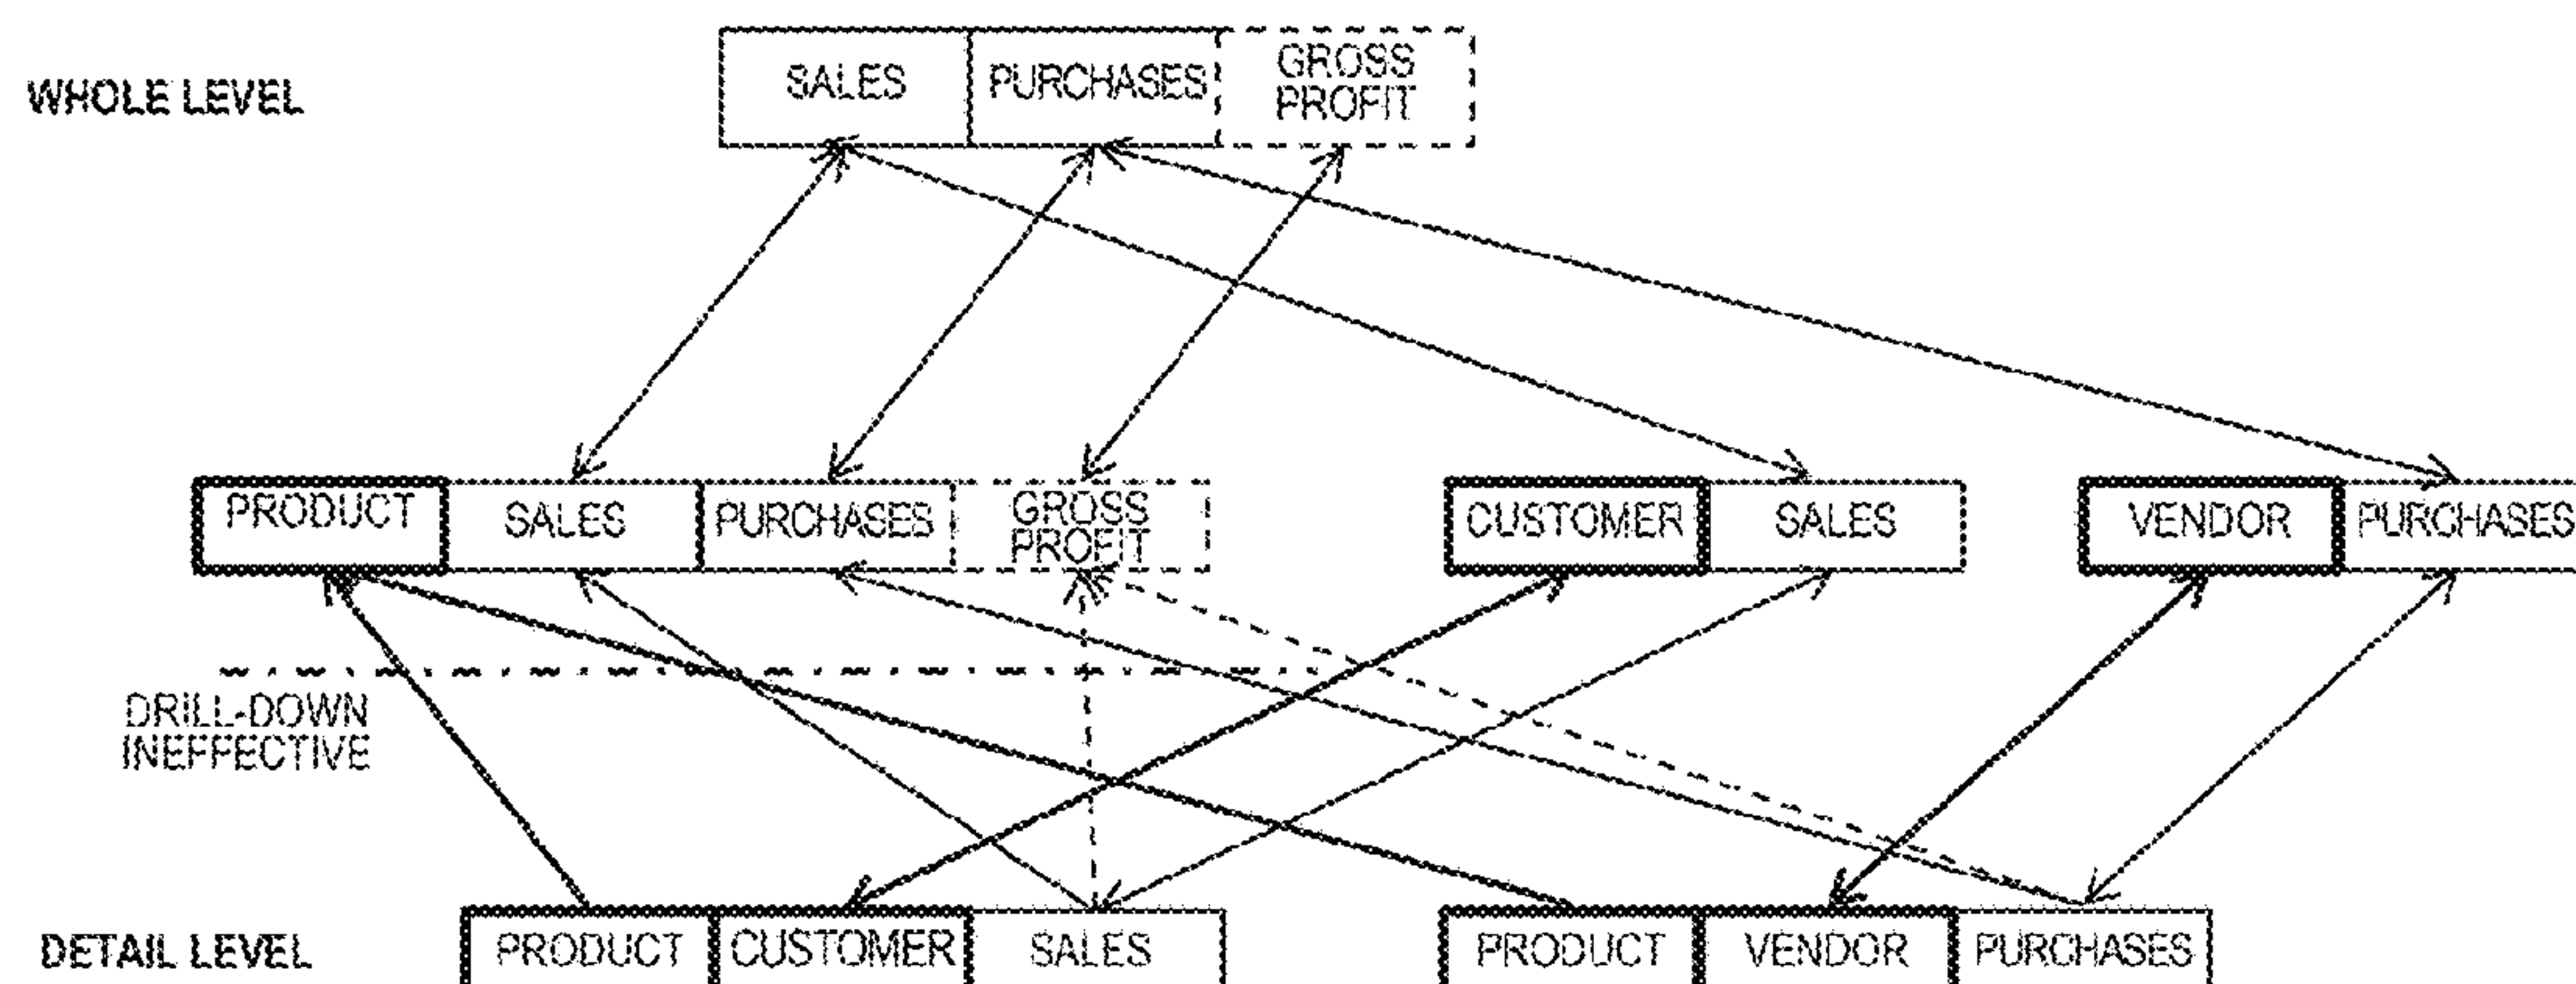 WHOLE LEVEL
SALES
PURCHASES
GROSS
PROFIT
PRODUCT
SALES
PURCHASES
GROSS
PROFIT
CUSTOMER
SALES
VENDOR
PURCHASES
DRILL-DOWN
INEFFECTIVE
DETAIL LEVEL
PRODUCT
CUSTOMER
SALES
PRODUCT
VENDOR
PURCHASES